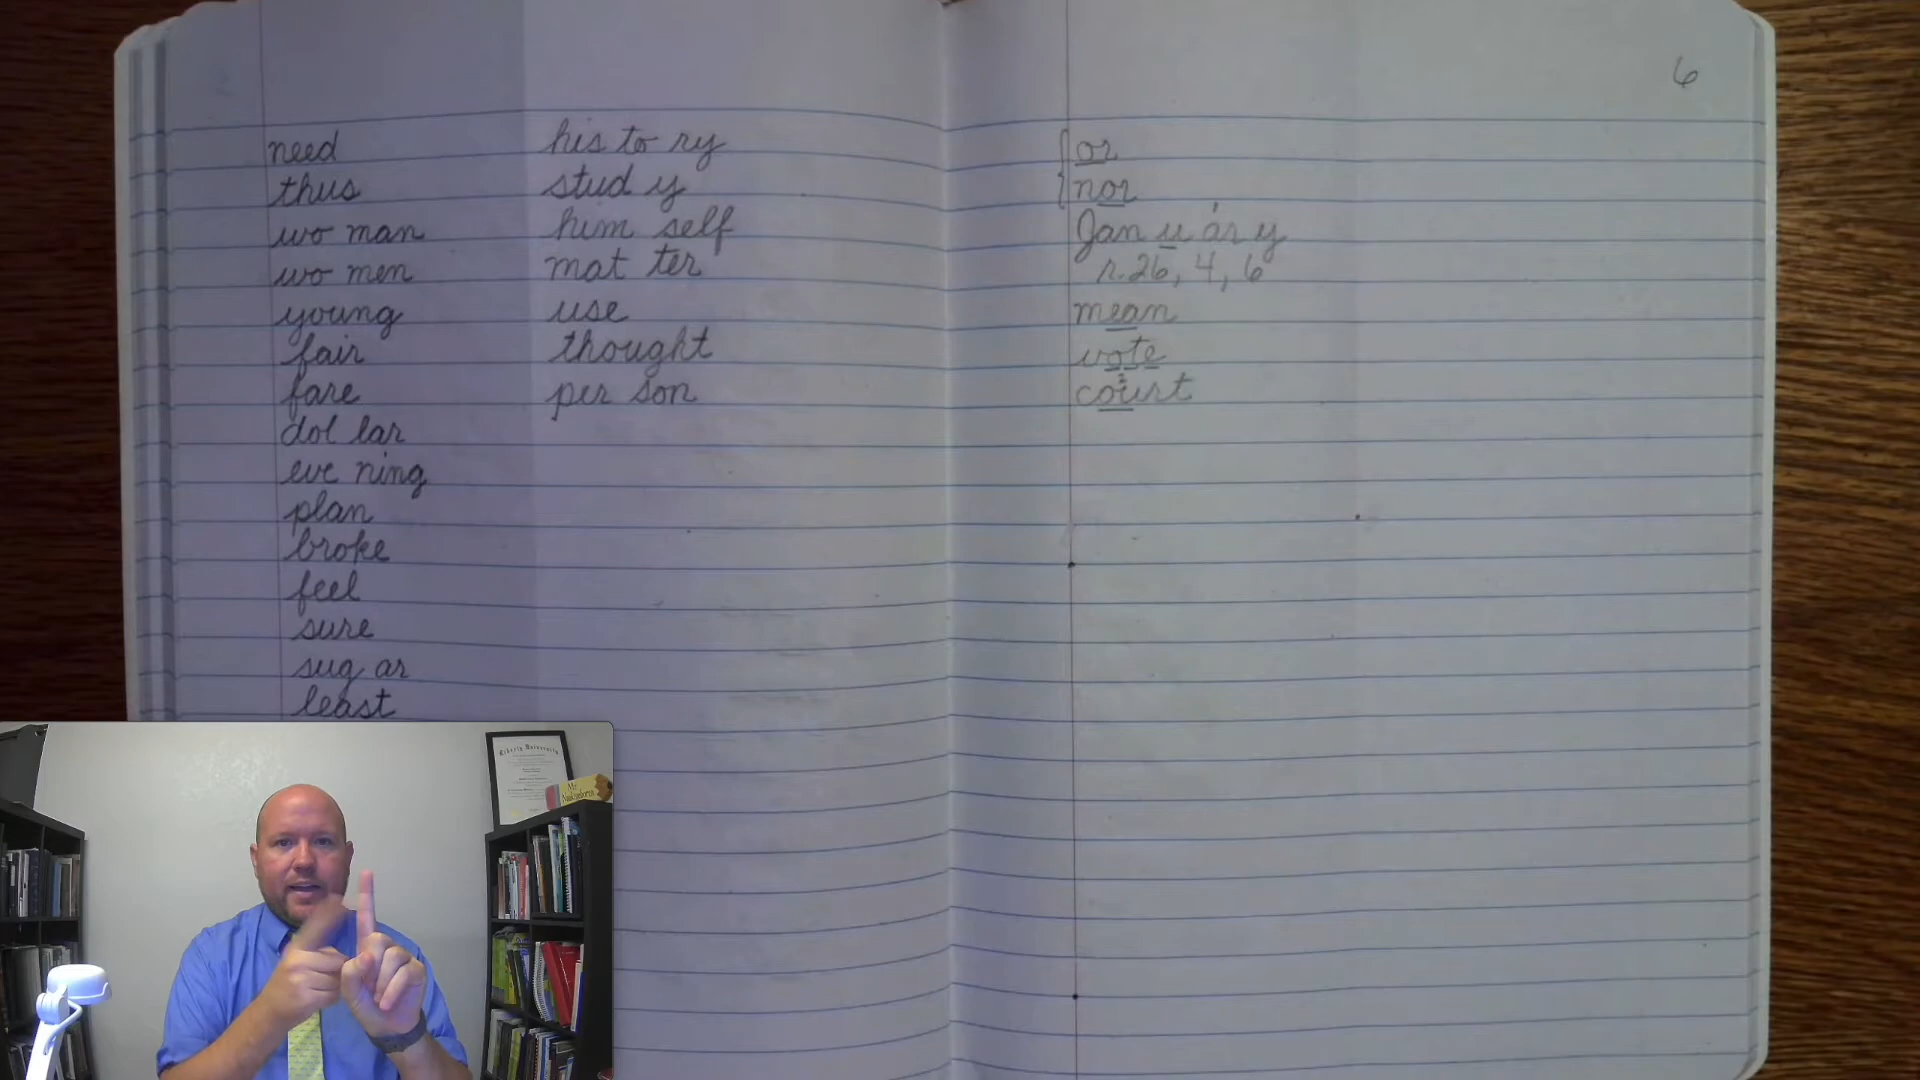 6
need
thus
wo man
wo men
young
fair
fare
dol lar
eve ning
plan
broke
feel
sure
sug ar
least
his to ry
stud y
him self
mat ter
use
thought
per son
or
nor
Jan u ar y
r. 26, 4, 6
mean
vote
court
Liberty University